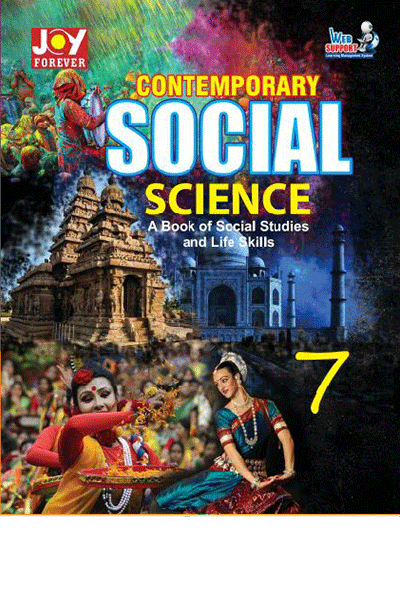 JOY
FOREVER
WEB
SUPPORT
Learning Management System
CONTEMPORARY
SOCIAL
SCIENCE
A Book of Social Studies
and Life Skills
7